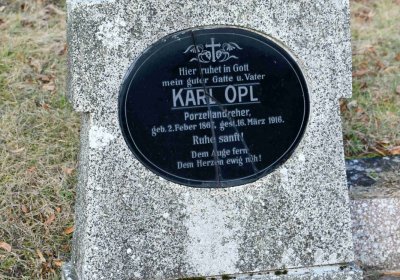 Hier ruhet in Gott
mein guter Gatte u. Vater
KARL OPL
Porzellandreher,
geb. 2. Feber gest. 16. März 1916.
Ruhe sanft!
Dem Auge fern,
Dem Herzen ewig nah!